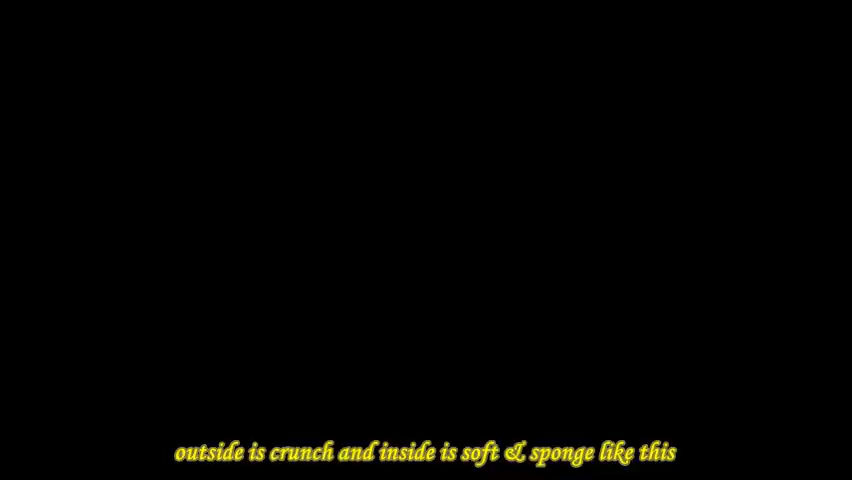 outside is crunch and inside is soft & sponge like this